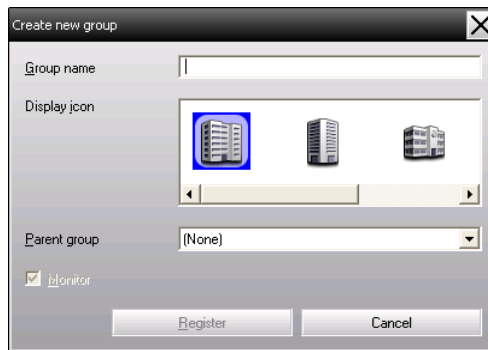 Create new group
Group name
Display icon
Parent group
(None)
Monitor
Register
Cancel